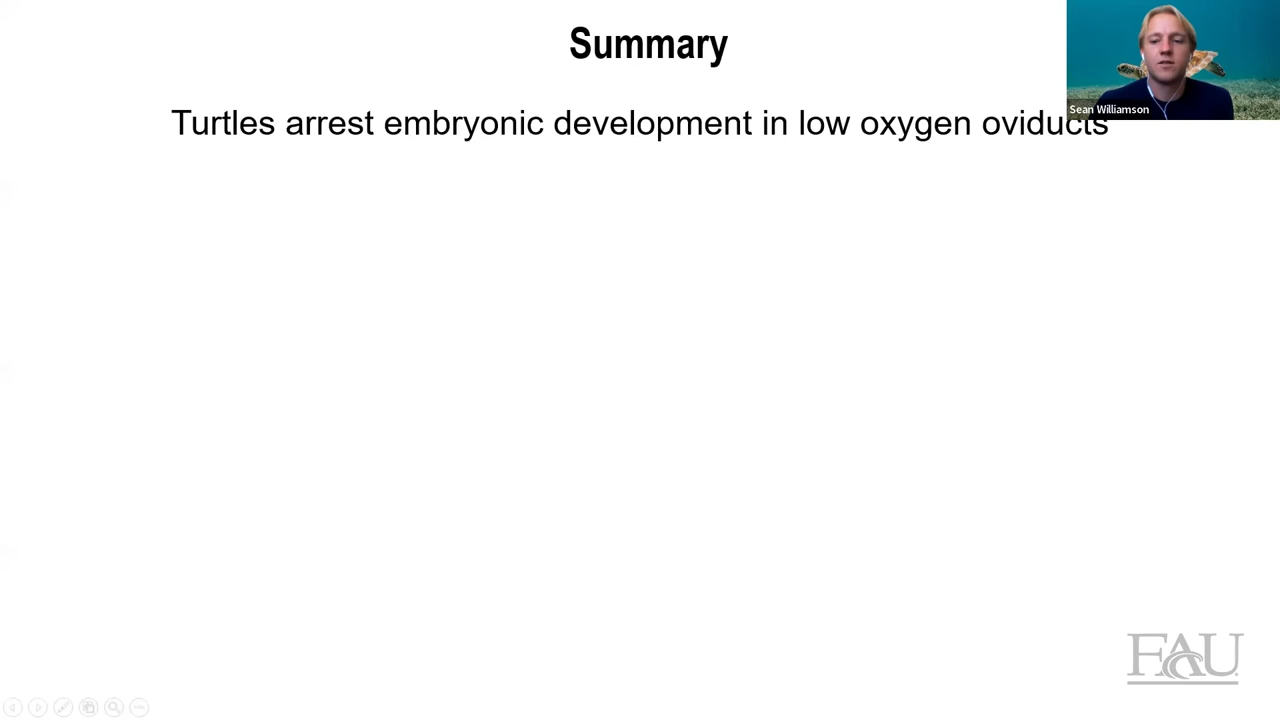 Summary
Turtles arrest embryonic development in low oxygen oviducts
Sean Williamson
FAU